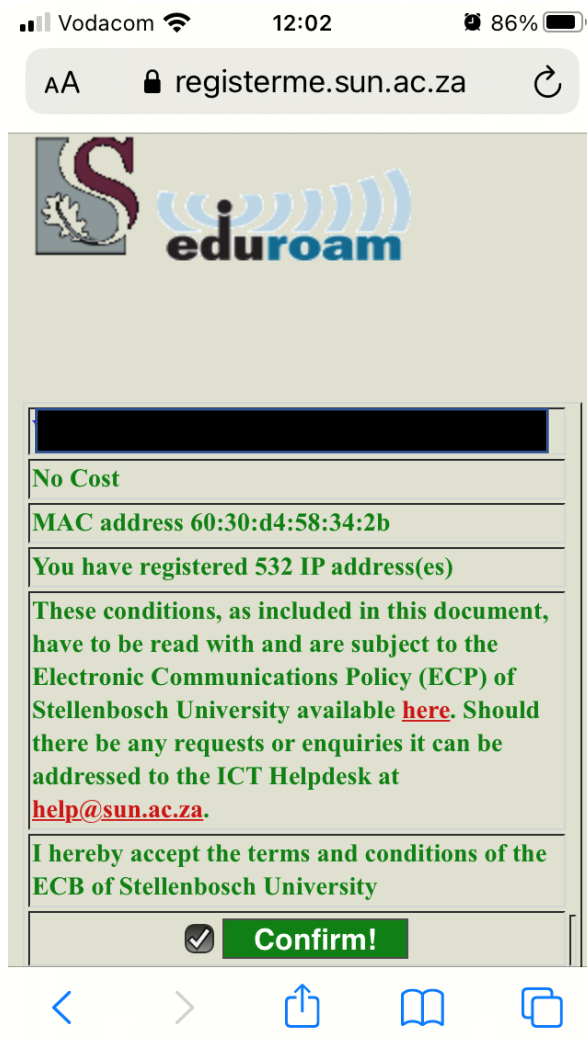 Vodacom 12:02 86%
AA registerme.sun.ac.za
eduroam
No Cost
MAC address 60:30:d4:58:34:2b
You have registered 532 IP address(es)
These conditions, as included in this document,
have to be read with and are subject to the
Electronic Communications Policy (ECP) of
Stellenbosch University available here. Should
there be any requests or enquiries it can be
addressed to the ICT Helpdesk at
help@sun.ac.za.
I hereby accept the terms and conditions of the
ECB of Stellenbosch University
Confirm!